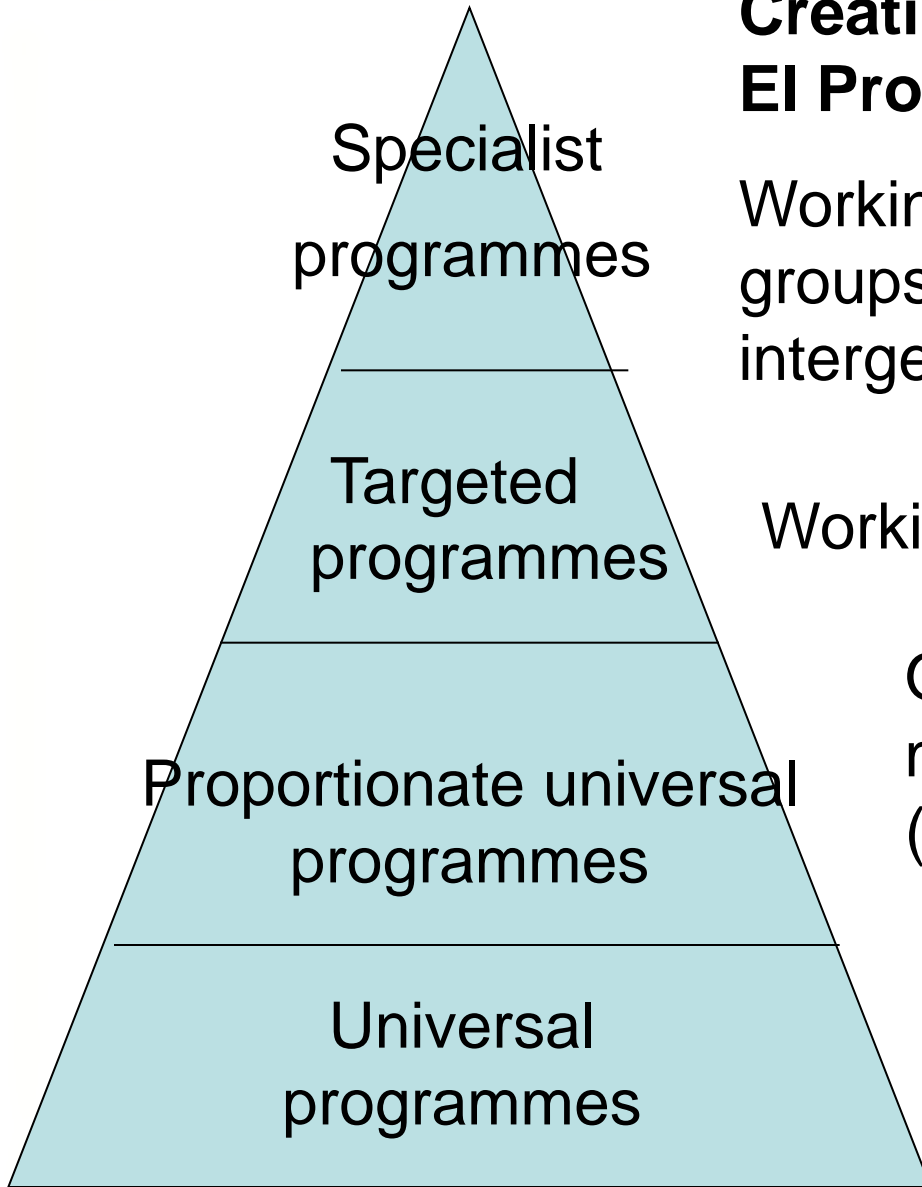 Creati
EI Pro
Specialist
programmes
Workin
groups
interge
Targeted
programmes
Worki
Proportionate universal
programmes
(
Universal
programmes